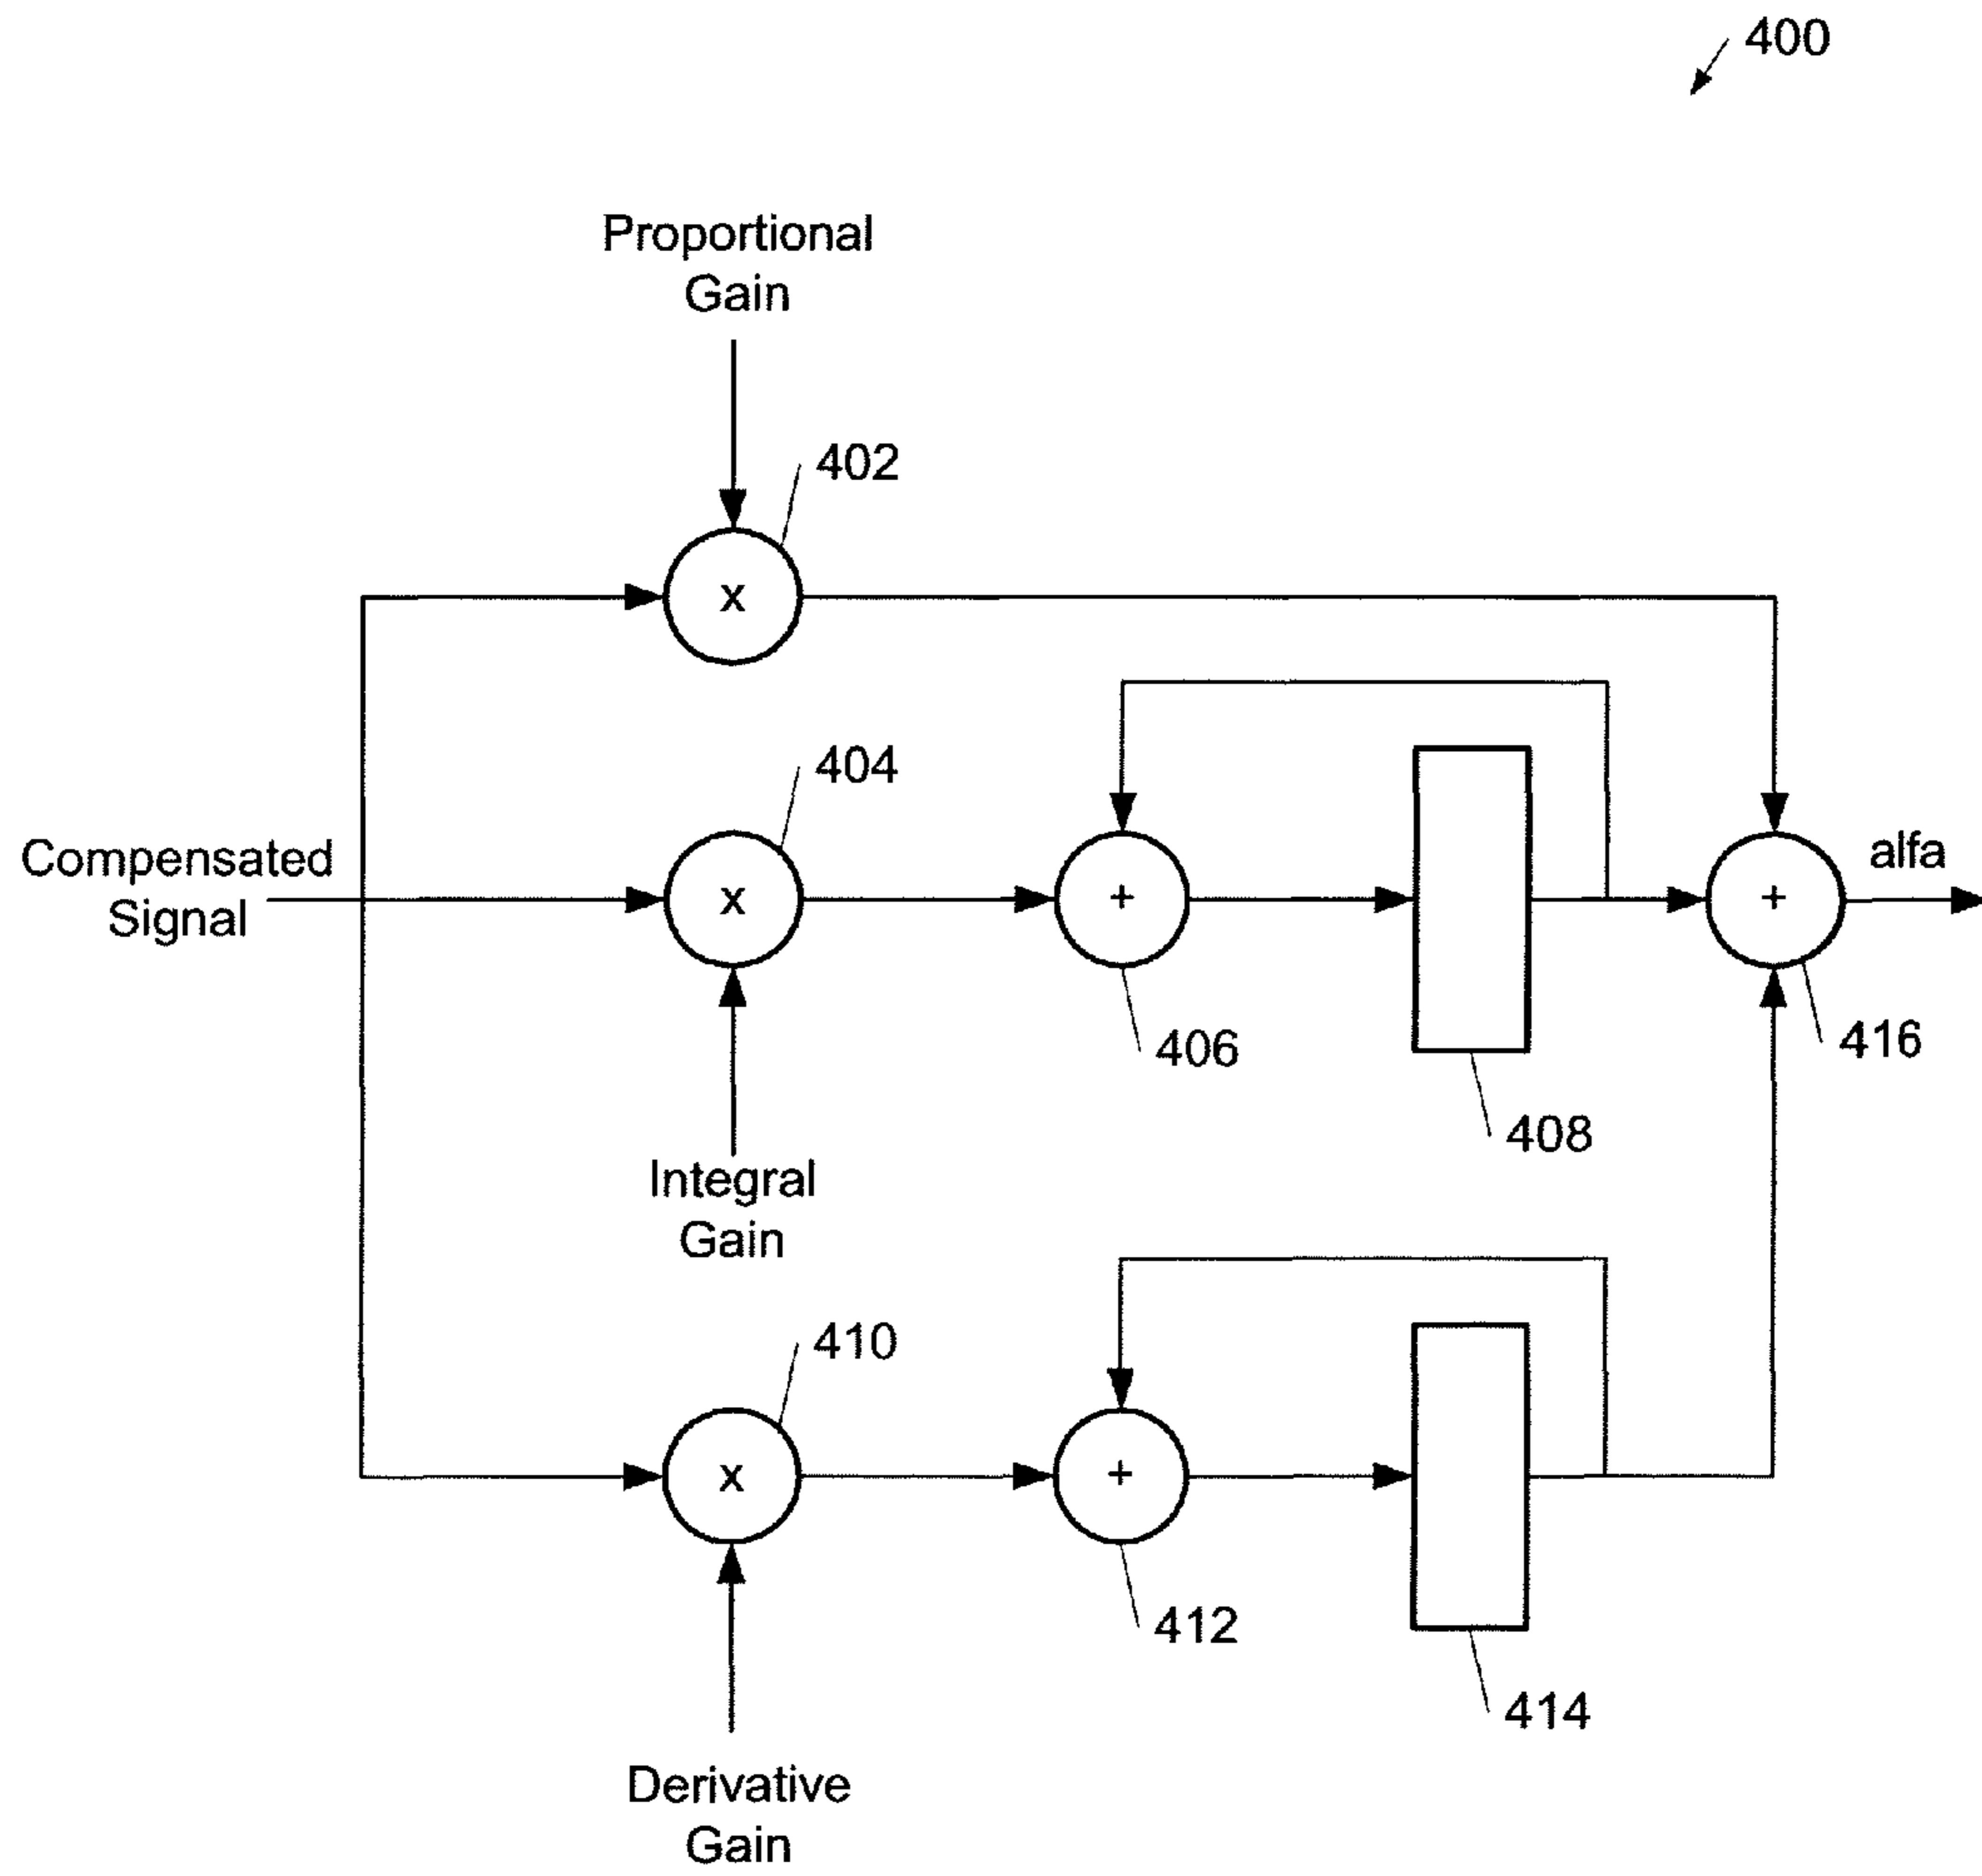 400
Proportional
Gain
402
x
404
Compensated
Signal
x
+
+
alfa
406
416
408
Integral
Gain
410
x
+
412
414
Derivative
Gain